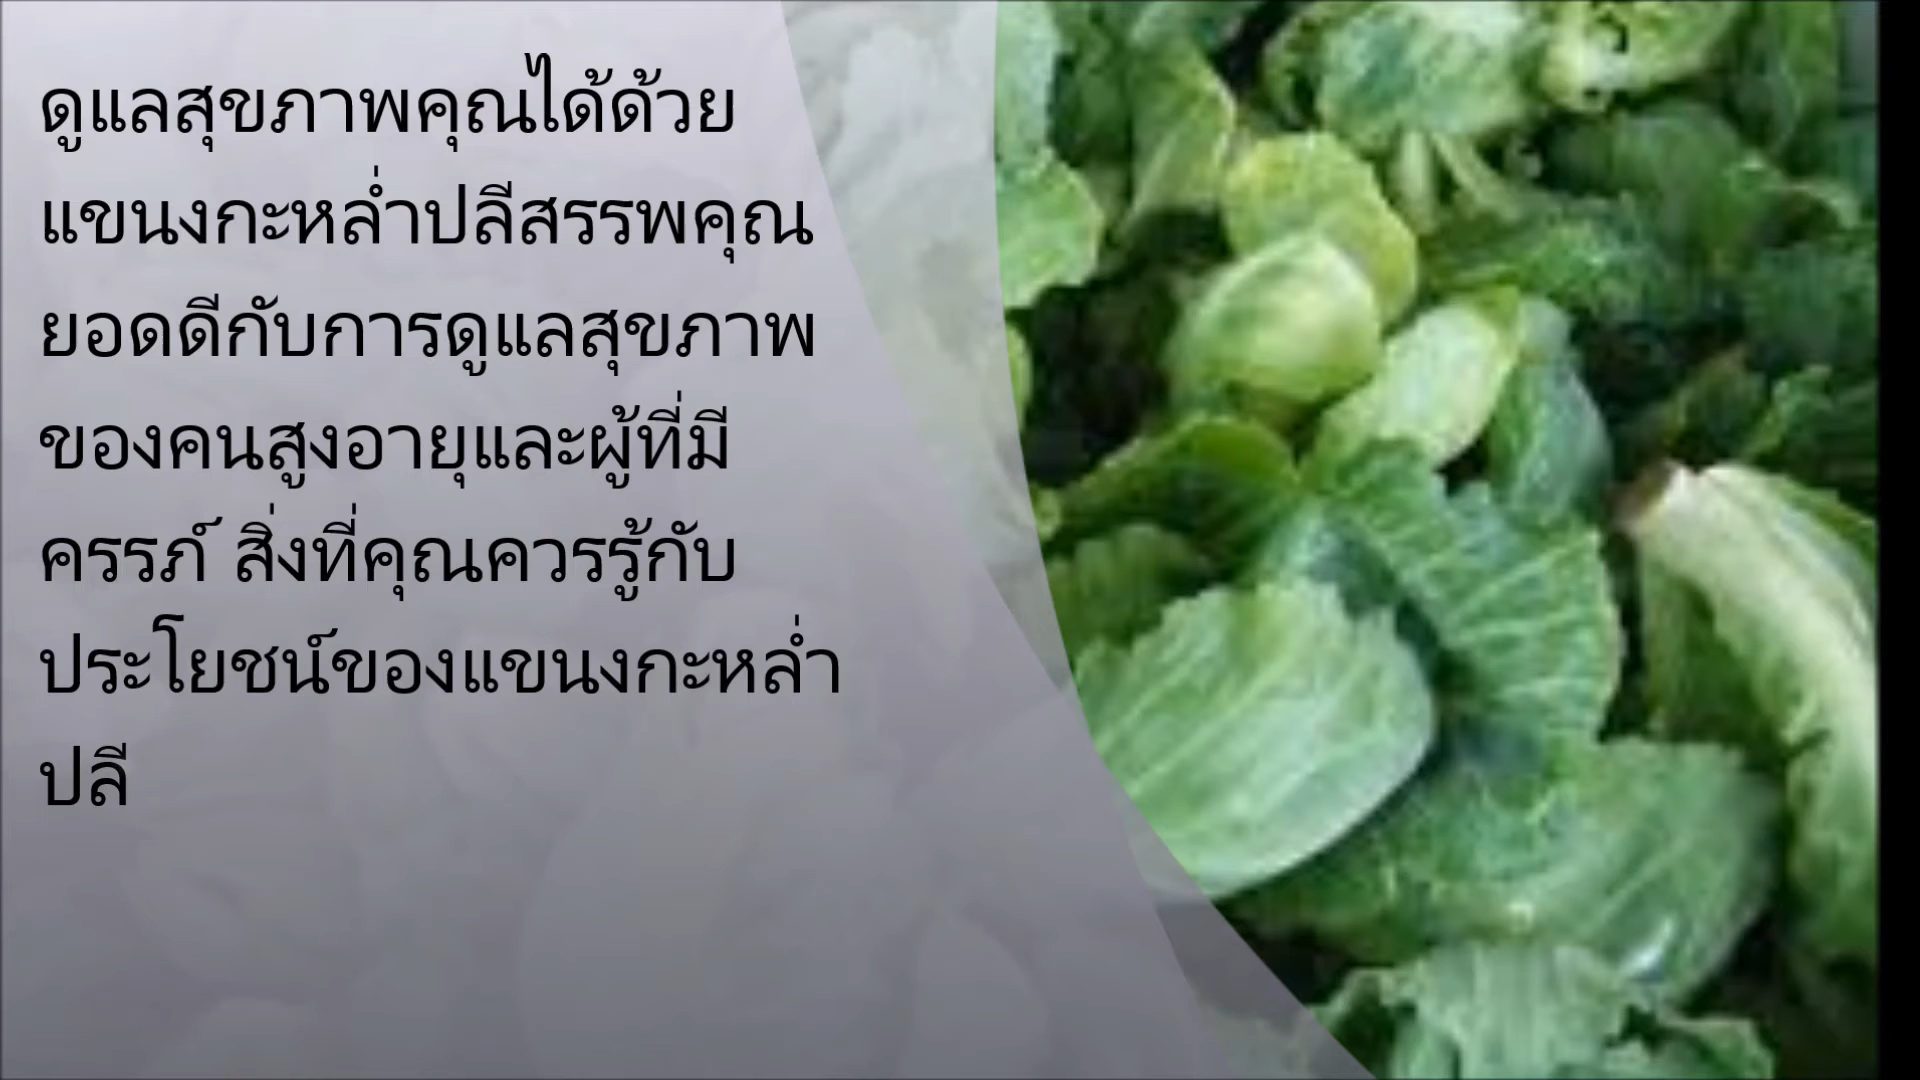 ดูแลสุขภาพคุณได้ด้วย
แขนงกะหล่ำปลีสรรพคุณ
ยอดดีกับการดูแลสุขภาพ
ของคนสูงอายุและผู้ที่มี
ครรภ์ สิ่งที่คุณควรรู้กับ
ประโยชน์ของแขนงกะหล่ำ
ปลี